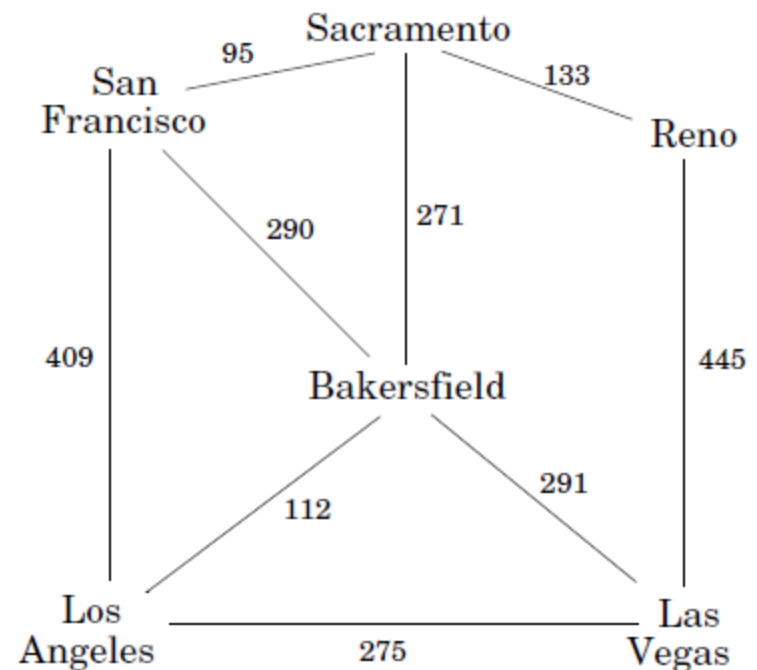 Sacramento
95
133
San
Francisco
Reno
290
271
409
445
Bakersfield
291
112
Los
Angeles
Las
Vegas
275